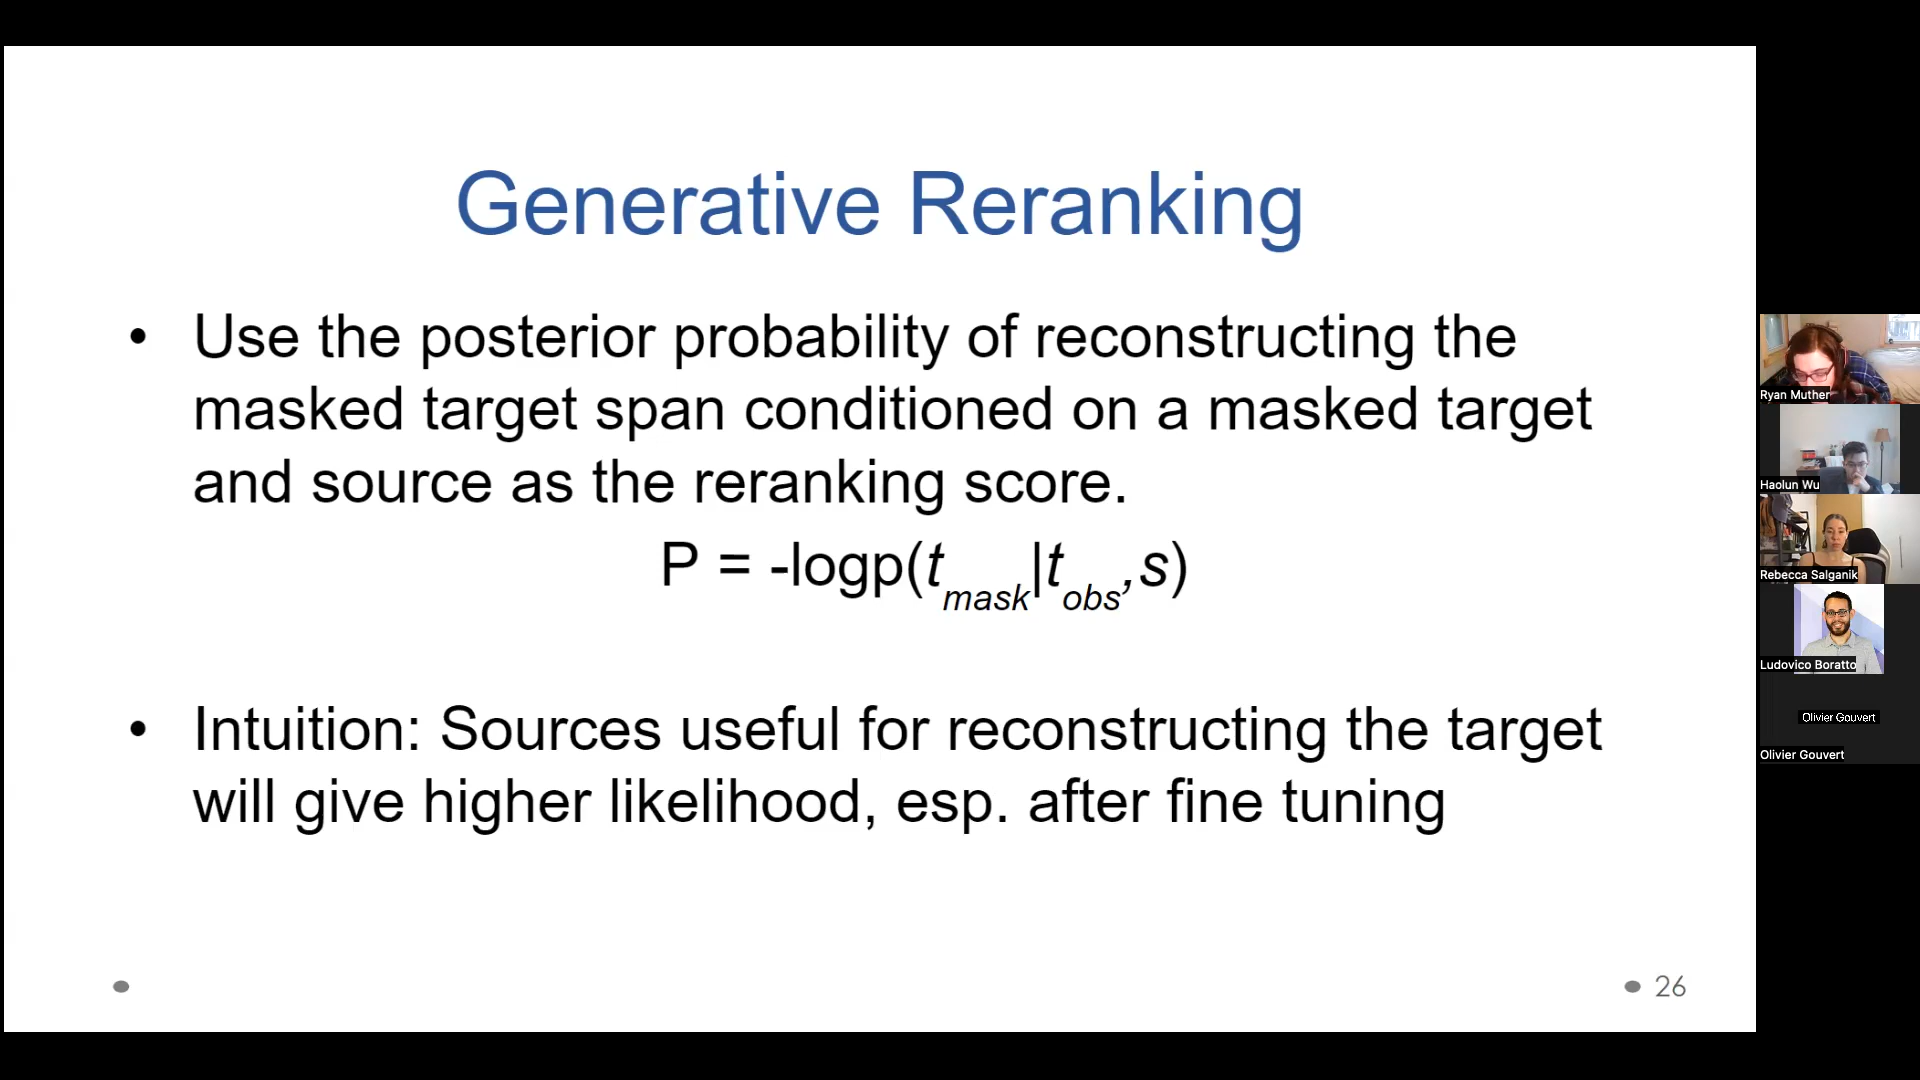 Generative Reranking
• Use the posterior probability of reconstructing the
masked target span conditioned on a masked target
and source as the reranking score.
P = -logp(t_mask|t_obs,s)
• Intuition: Sources useful for reconstructing the target
will give higher likelihood, esp. after fine tuning
26
Ryan Muther
Haolun Wu
Rebecca Salganik
Ludovico Boratto
Olivier Gouvert
Olivier Gouvert